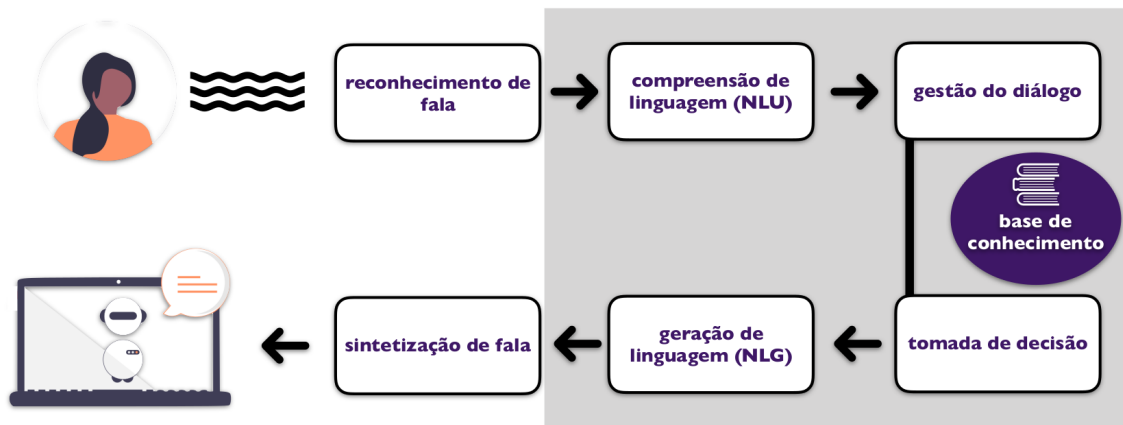 reconhecimento de
fala
compreensão de
linguagem (NLU)
gestão do diálogo
base de
conhecimento
sintetização de fala
geração de
linguagem (NLG)
tomada de decisão